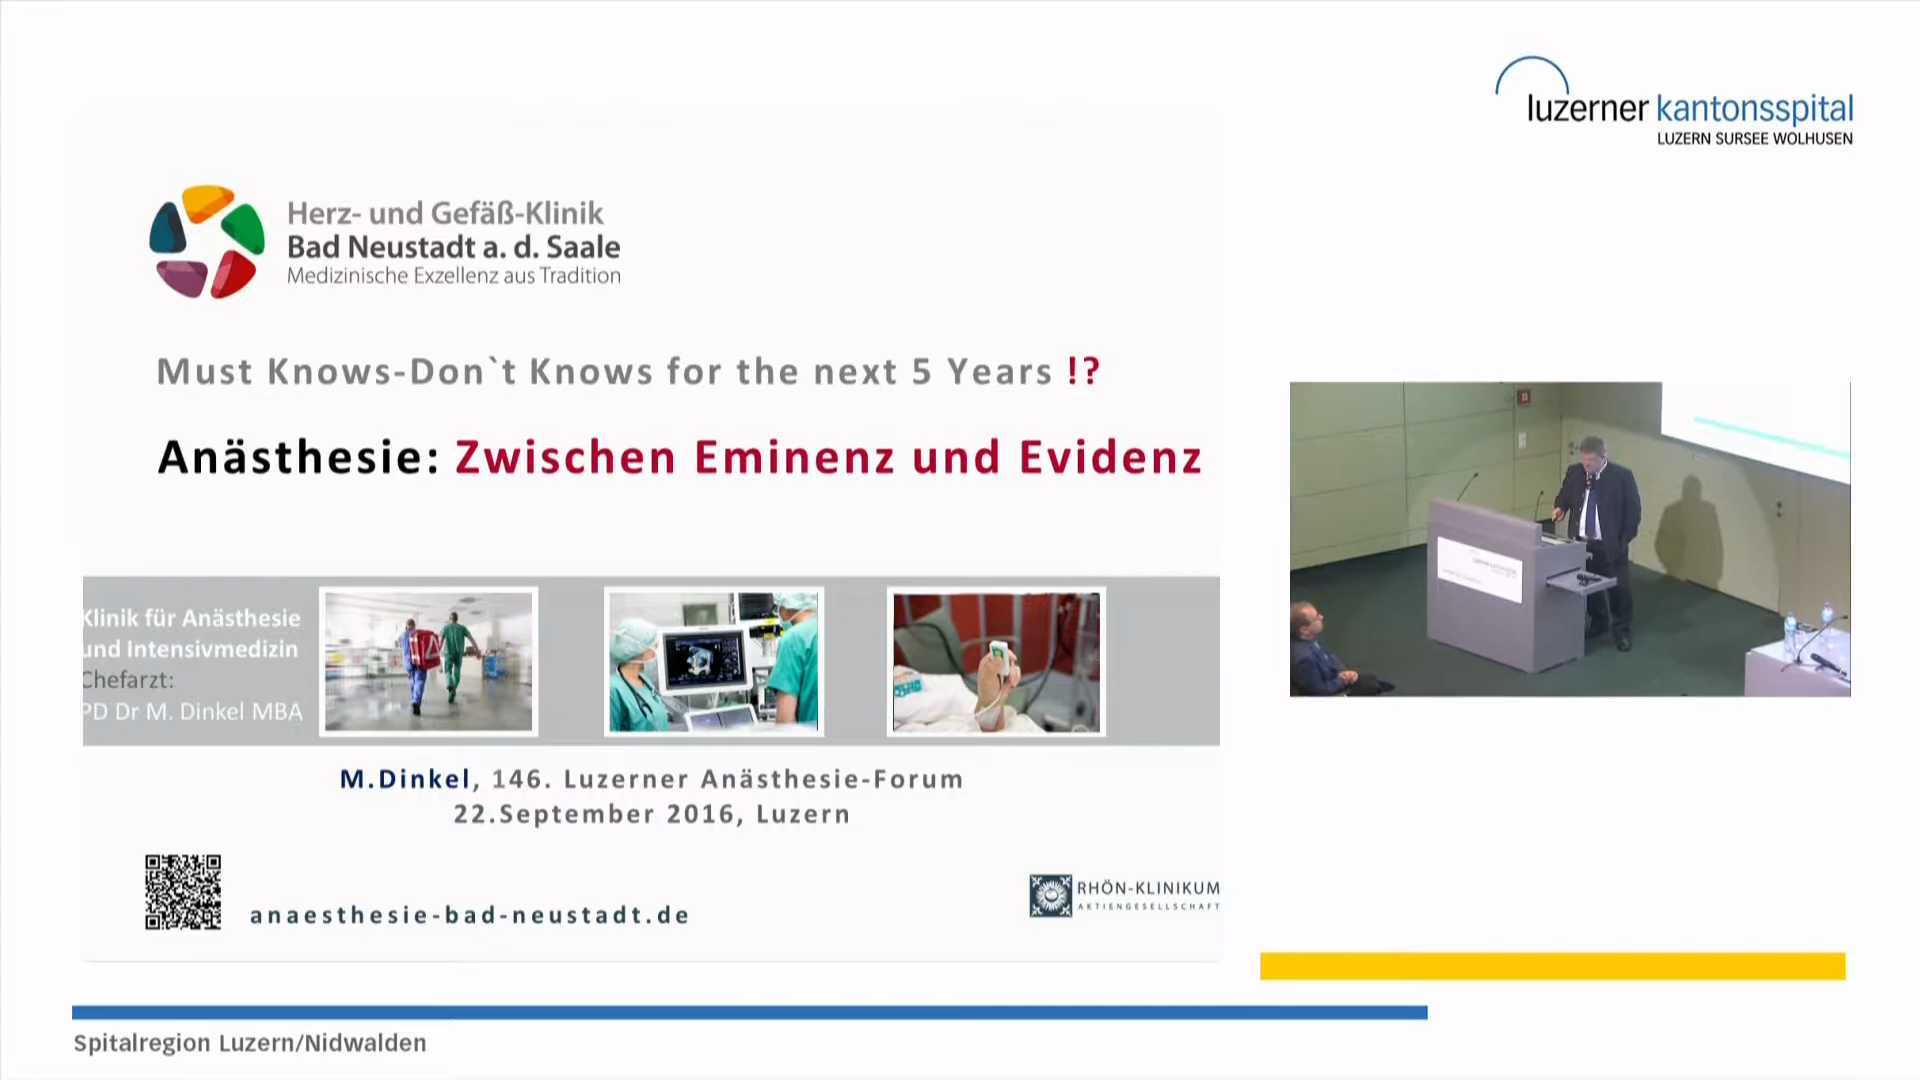 luzerner kantonsspital
LUZERN SURSEE WOLHUSEN
Herz- und Gefäß-Klinik
Bad Neustadt a. d. Saale
Medizinische Exzellenz aus Tradition
Must Knows-Don`t Knows for the next 5 Years !?
Anästhesie: Zwischen Eminenz und Evidenz
Klinik für Anästhesie
und Intensivmedizin
Chefarzt:
PD Dr M. Dinkel MBA
M.Dinkel, 146. Luzerner Anästhesie-Forum
22.September 2016, Luzern
anaesthesie-bad-neustadt.de
RHÖN-KLINIKUM
AKTIENGESELLSCHAFT
Spitalregion Luzern/Nidwalden